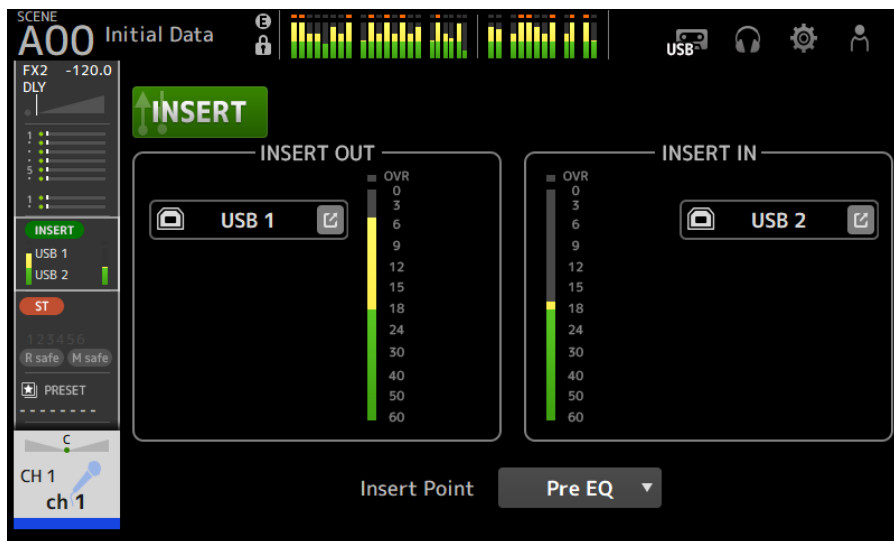 SCENE
A00 Initial Data
E
USB
FX2 -120.0
DLY
1
5
1
INSERT
USB 1
USB 2
ST
123456
R safe M safe
PRESET
--------
C
CH 1
ch 1
INSERT
INSERT OUT
USB 1
OVR
0
3
6
9
12
15
18
24
30
40
50
60
INSERT IN
OVR
0
3
6
9
12
15
18
24
30
40
50
60
USB 2
Insert Point Pre EQ